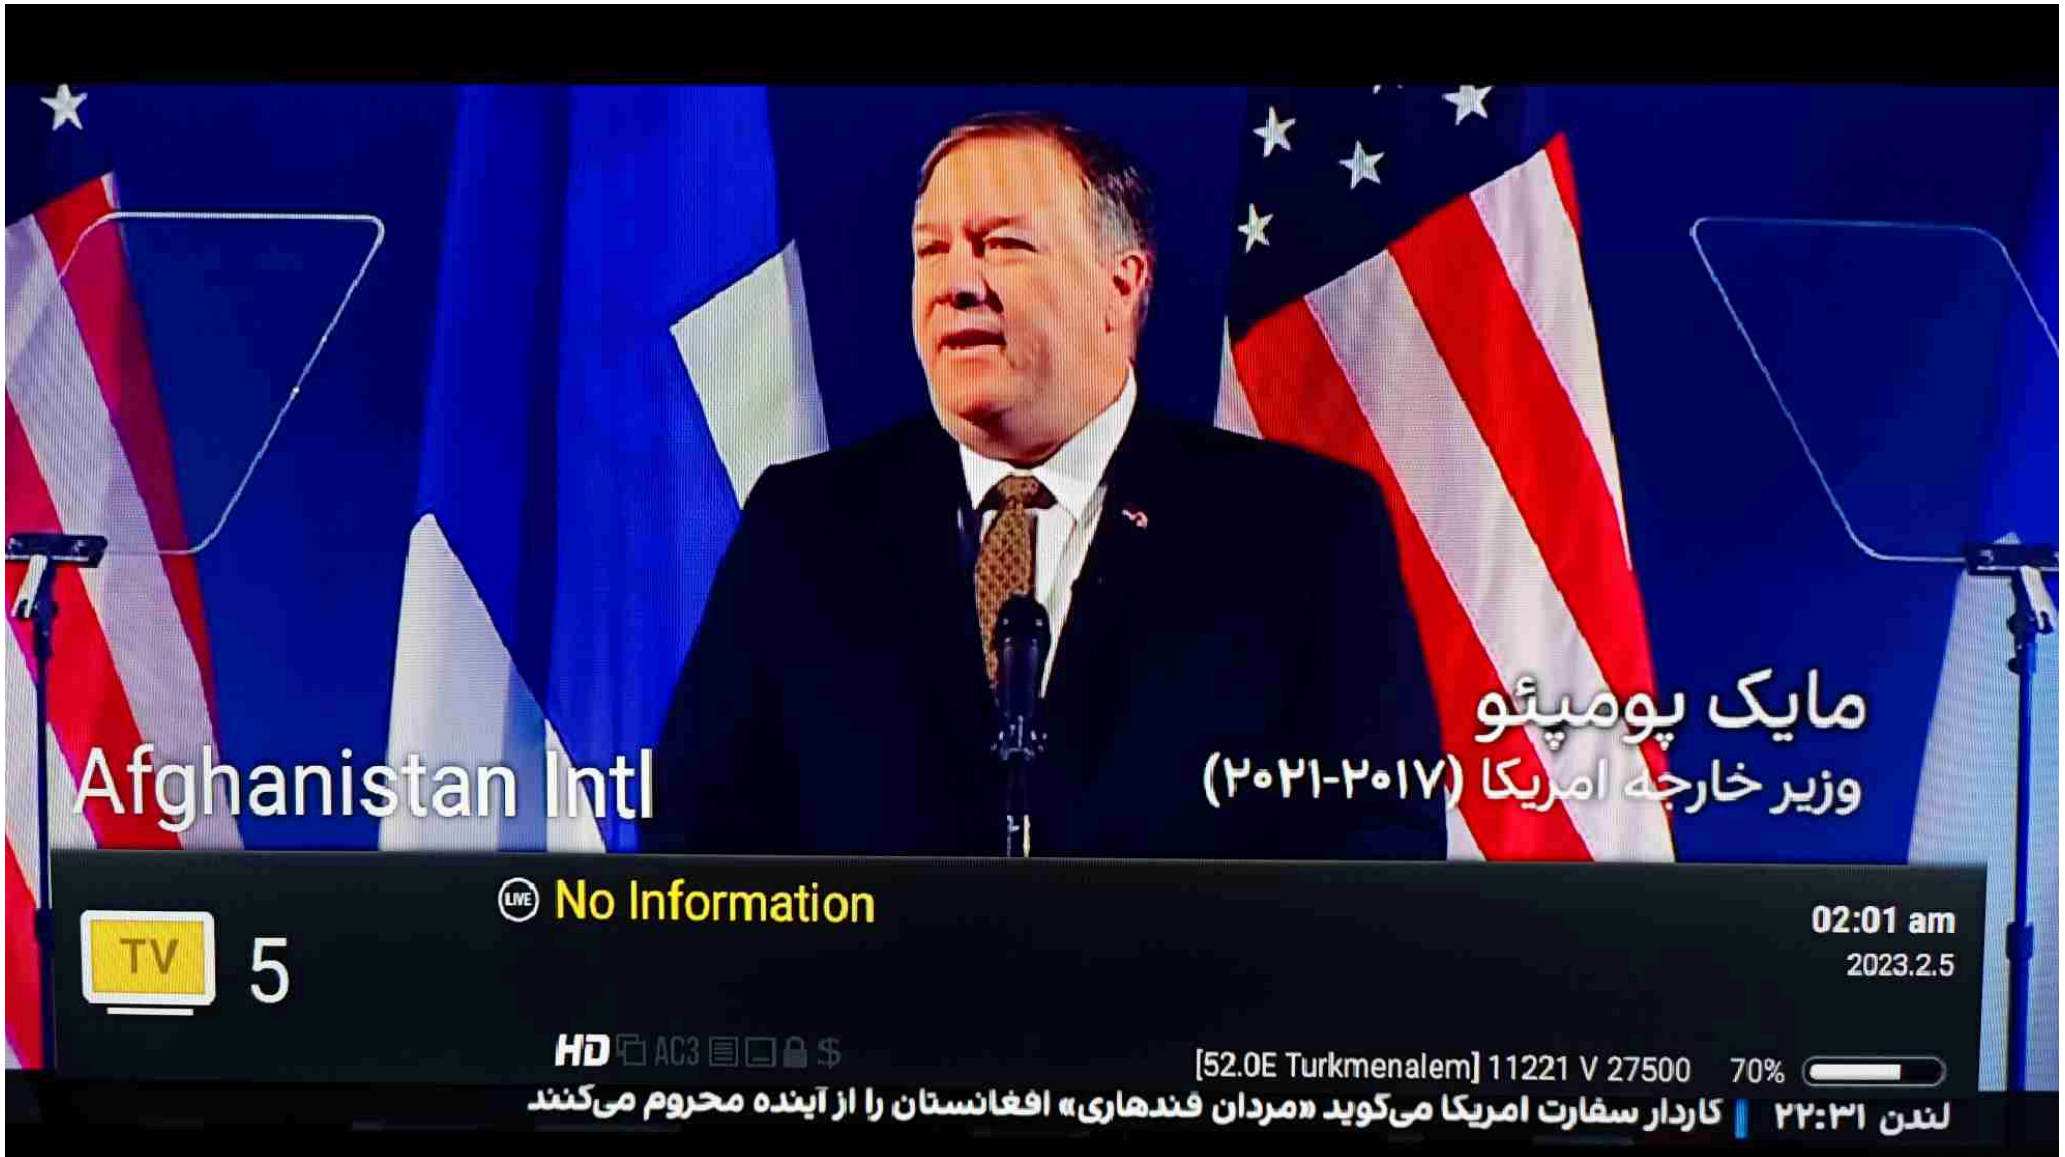 مایک پومپئو
وزیر خارجه امریکا (۲۰۱۷-۲۰۲۱)
Afghanistan Intl
LIVE No Information
02:01 am
TV 5
2023.2.5
HD AC3 $
[52.0E Turkmenalem] 11221 V 27500 70%
لندن ۲۲:۳۱ | کاردار سفارت امریکا می‌گوید «مردان قندهاری» افغانستان را از آینده محروم می‌کنند